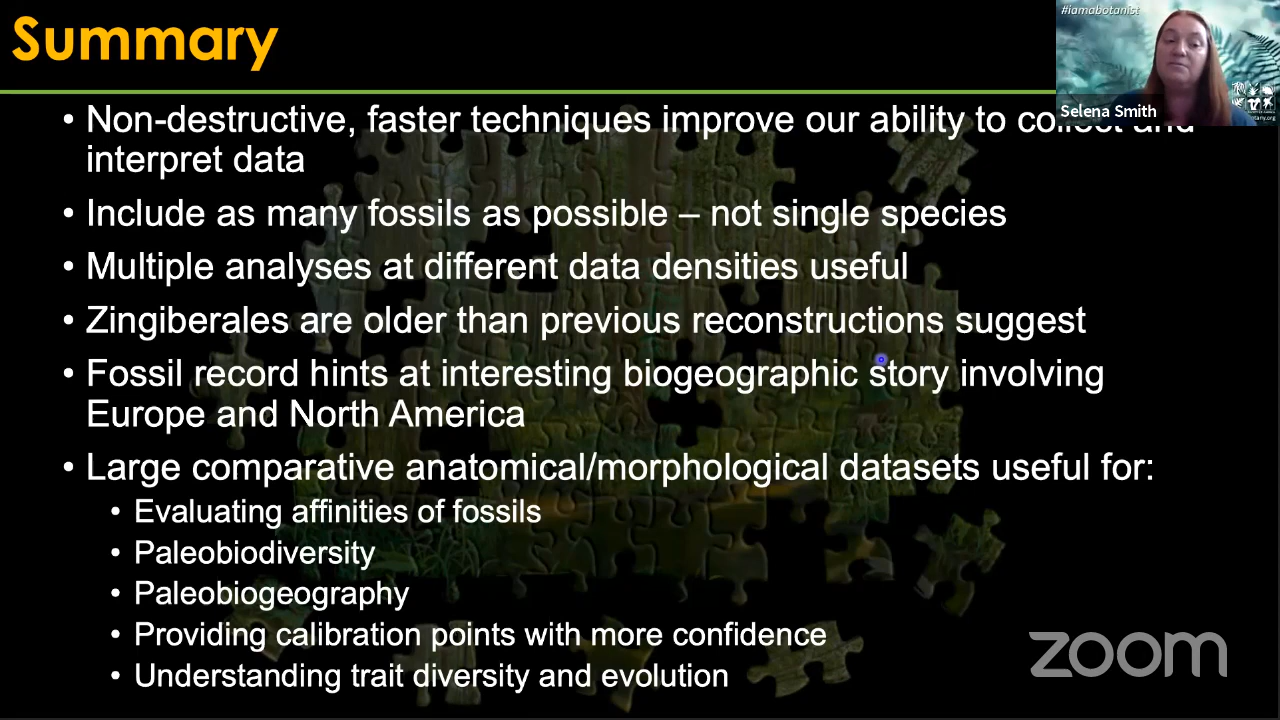 Summary
#iamabotanist
Selena Smith
• Non-destructive, faster techniques improve our ability to collect and
interpret data
• Include as many fossils as possible – not single species
• Multiple analyses at different data densities useful
• Zingiberales are older than previous reconstructions suggest
• Fossil record hints at interesting biogeographic story involving
Europe and North America
• Large comparative anatomical/morphological datasets useful for:
• Evaluating affinities of fossils
• Paleobiodiversity
• Paleobiogeography
• Providing calibration points with more confidence
• Understanding trait diversity and evolution
zoom